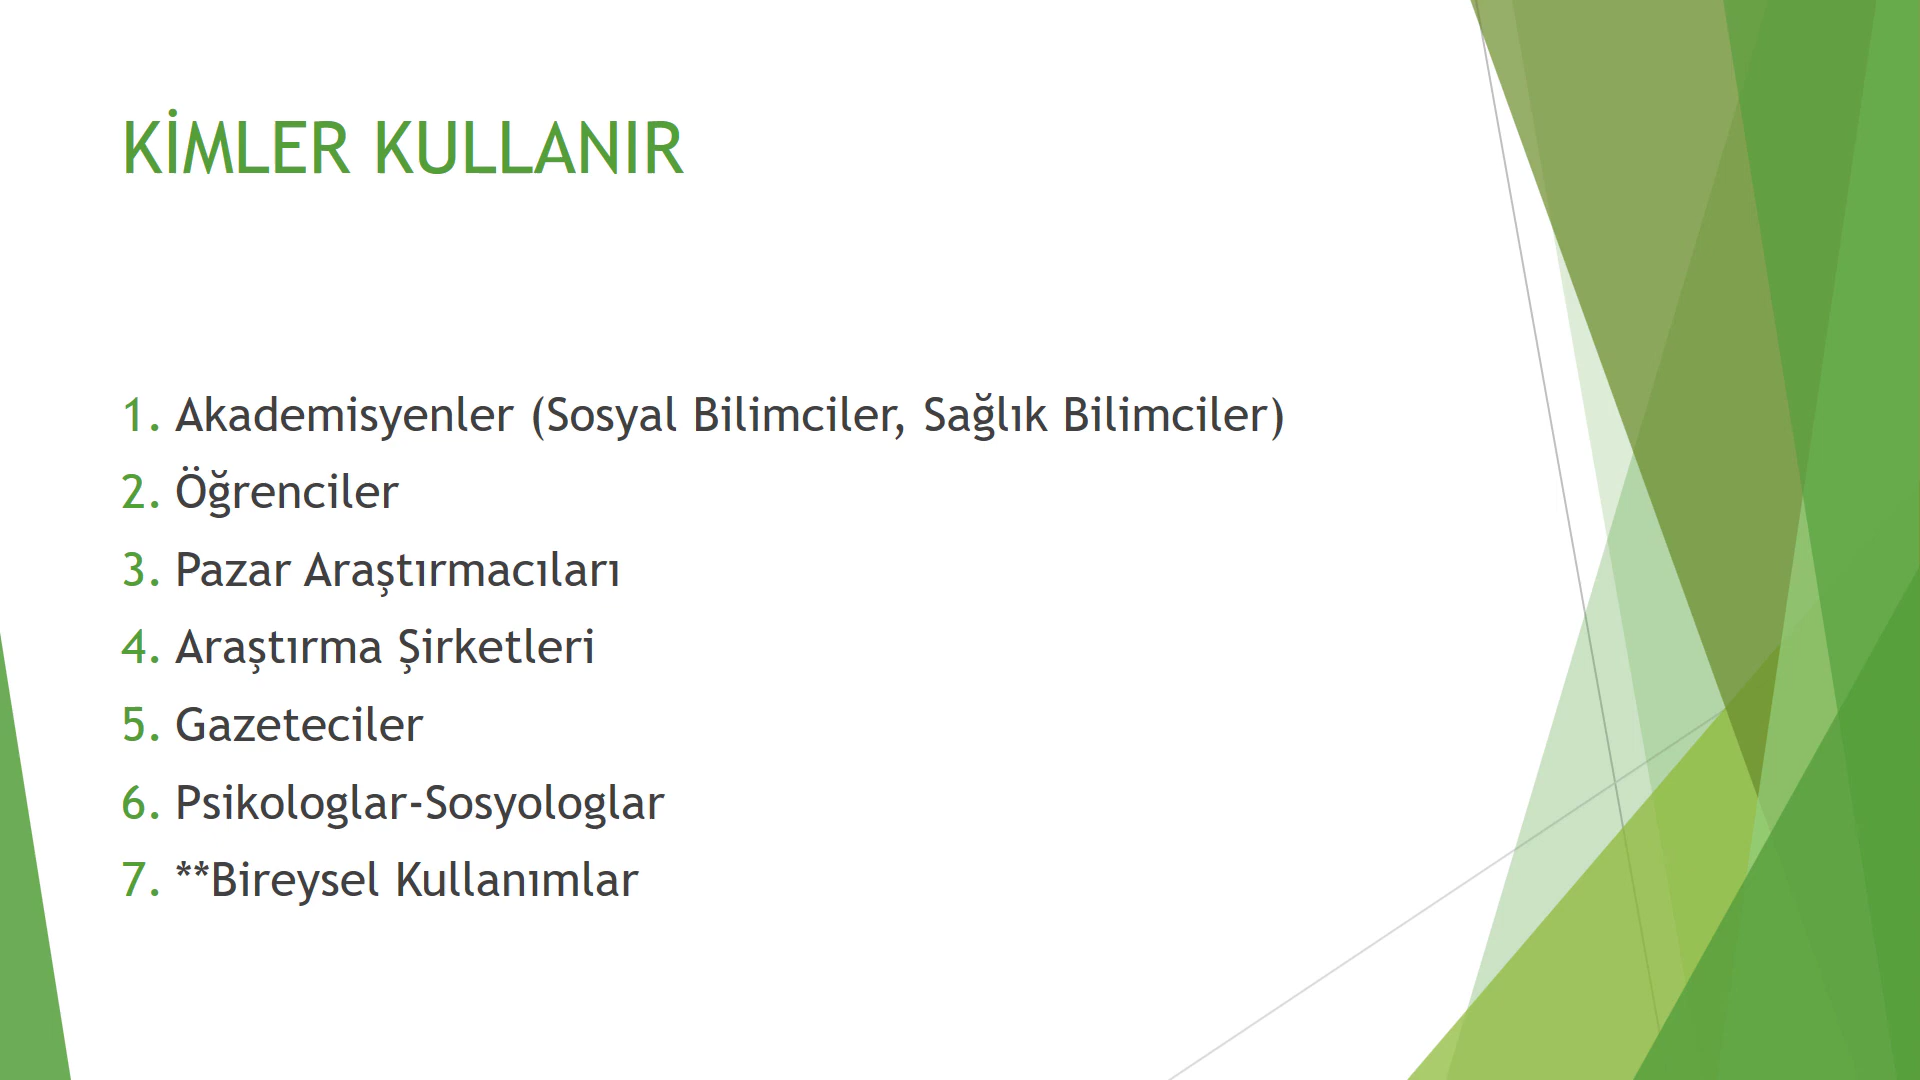 KİMLER KULLANIR
1. Akademisyenler (Sosyal Bilimciler, Sağlık Bilimciler)
2. Öğrenciler
3. Pazar Araştırmacıları
4. Araştırma Şirketleri
5. Gazeteciler
6. Psikologlar-Sosyologlar
7. **Bireysel Kullanımlar